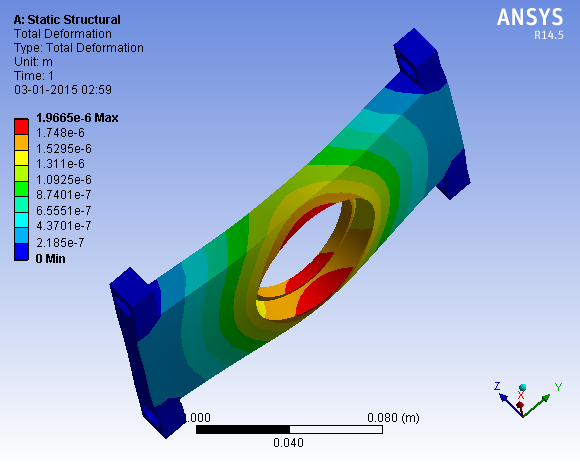 A: Static Structural
Total Deformation
Type: Total Deformation
Unit: m
Time: 1
03-01-2015 02:59
ANSYS
R14.5
1.9665e-6 Max
1.748e-6
1.5295e-6
1.311e-6
1.0925e-6
8.7401e-7
6.5551e-7
4.3701e-7
2.185e-7
0 Min
Z
X
Y
.000
0.080 (m)
0.040